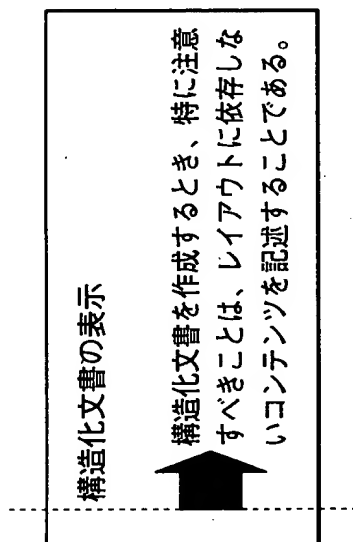 構造化文書の表示
構造化文書を作成するとき、特に注意
すべきことは、レイアウトに依存しな
いコンテンツを記述することである。